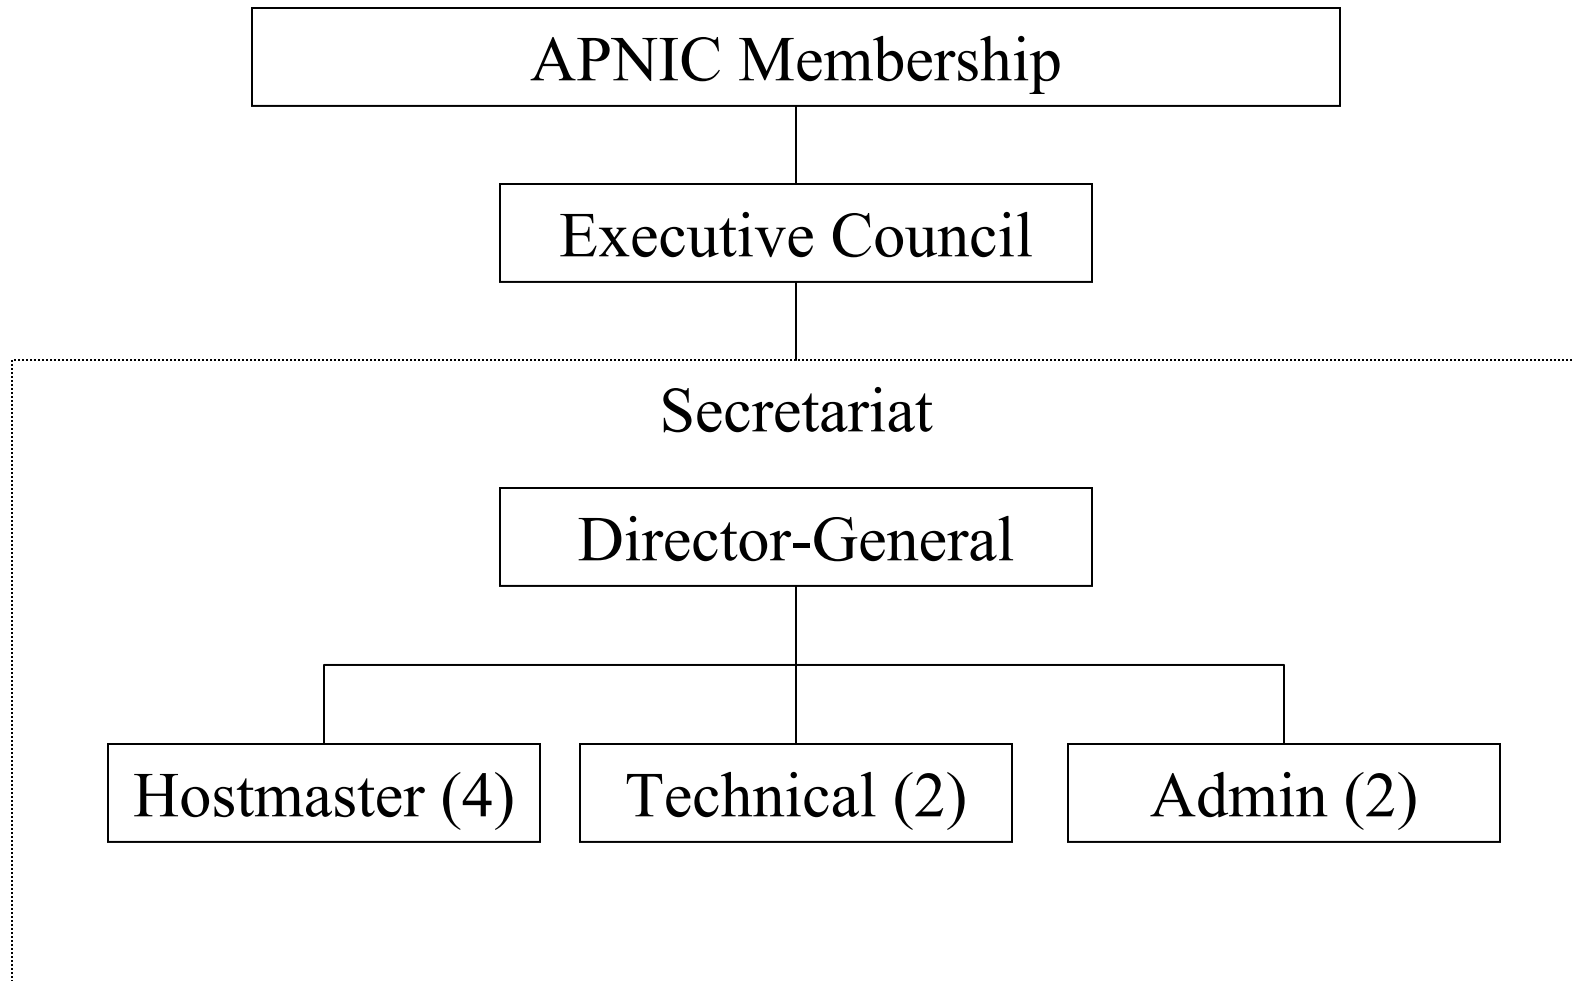 APNIC Membership
Executive Council
Secretariat
Director-General
Hostmaster (4)
Technical (2)
Admin (2)